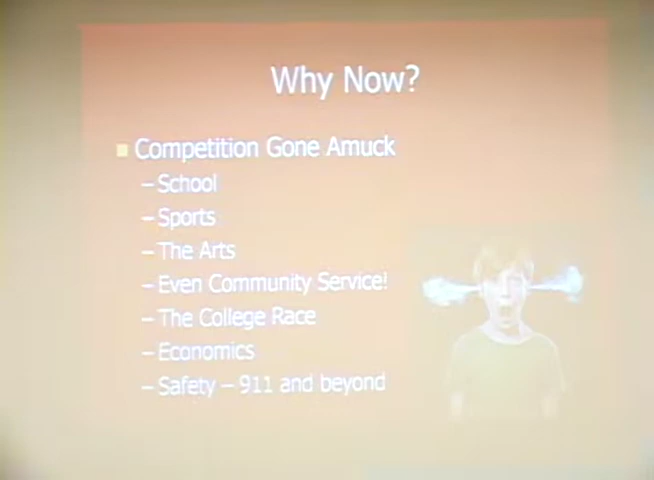 Why Now?
Competition Gone Amuck
– School
– Sports
– The Arts
– Even Community Service!
– The College Race
– Economics
– Safety – 911 and beyond